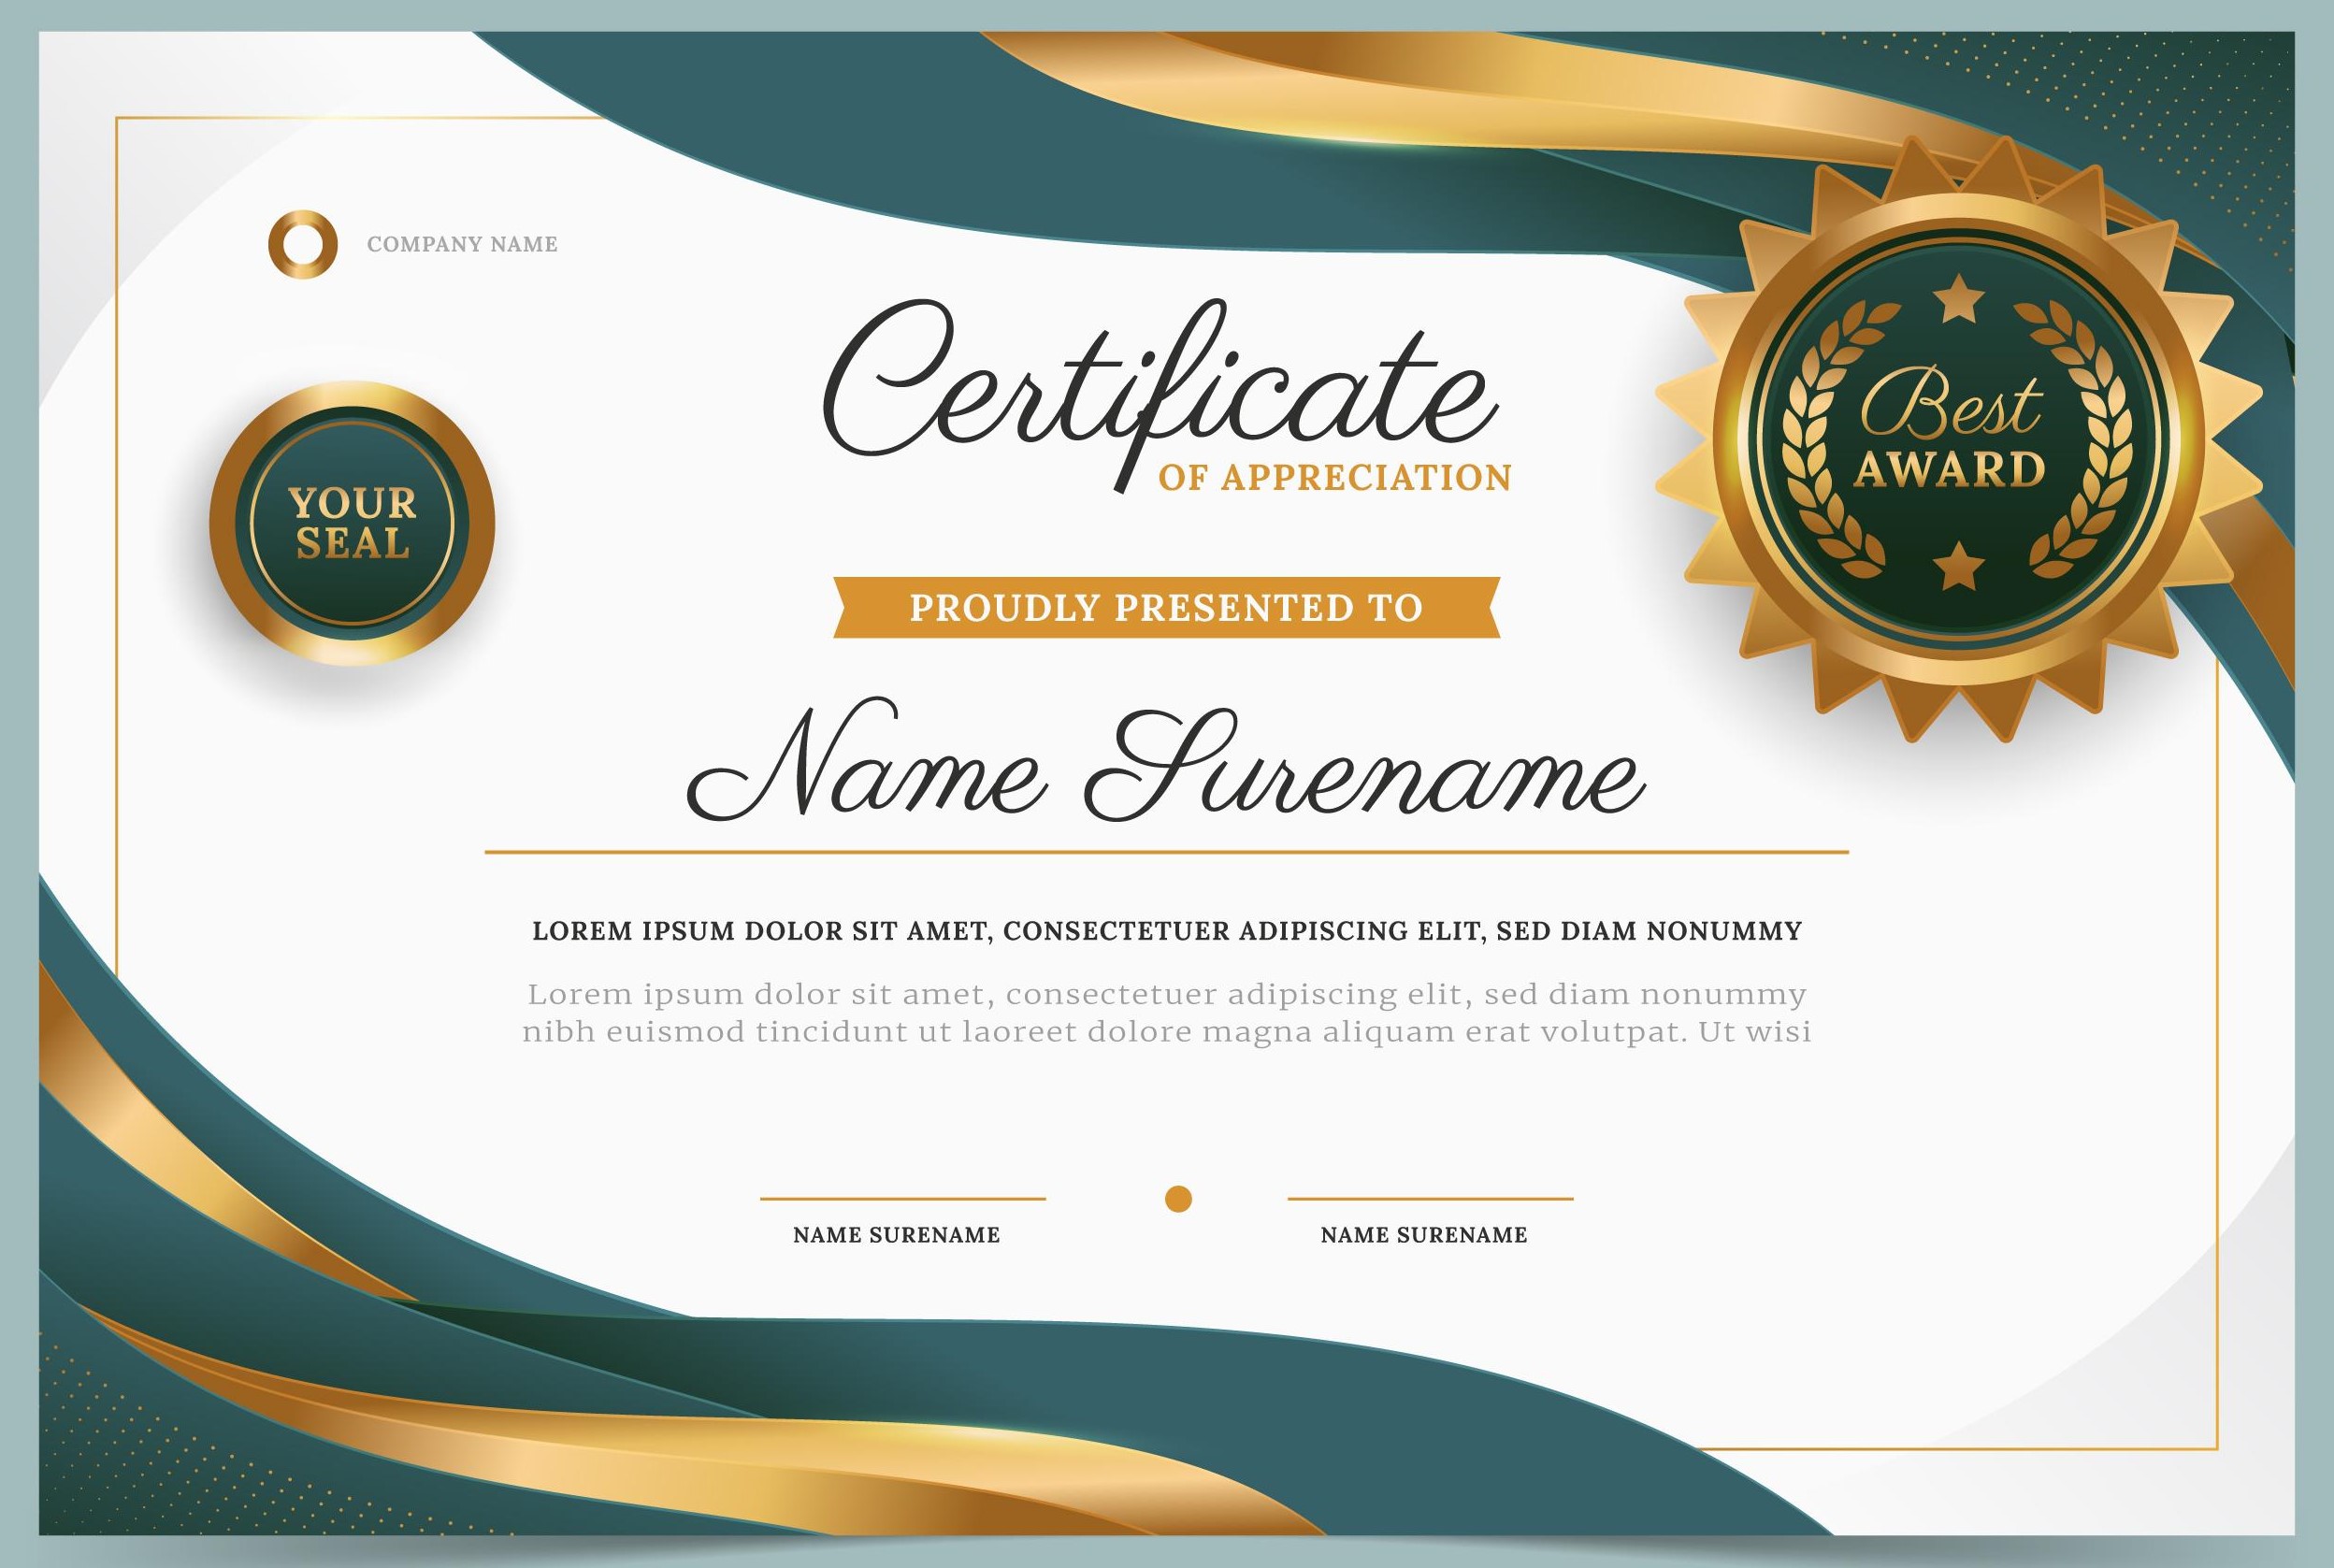 COMPANY NAME
Certificate
OF APPRECIATION
Best
AWARD
YOUR
SEAL
PROUDLY PRESENTED TO
Name Surename
LOREM IPSUM DOLOR SIT AMET, CONSECTETUER ADIPISCING ELIT, SED DIAM NONUMMY
Lorem ipsum dolor sit amet, consectetuer adipiscing elit, sed diam nonummy
nibh euismod tincidunt ut laoreet dolore magna aliquam erat volutpat. Ut wisi
NAME SURENAME
NAME SURENAME